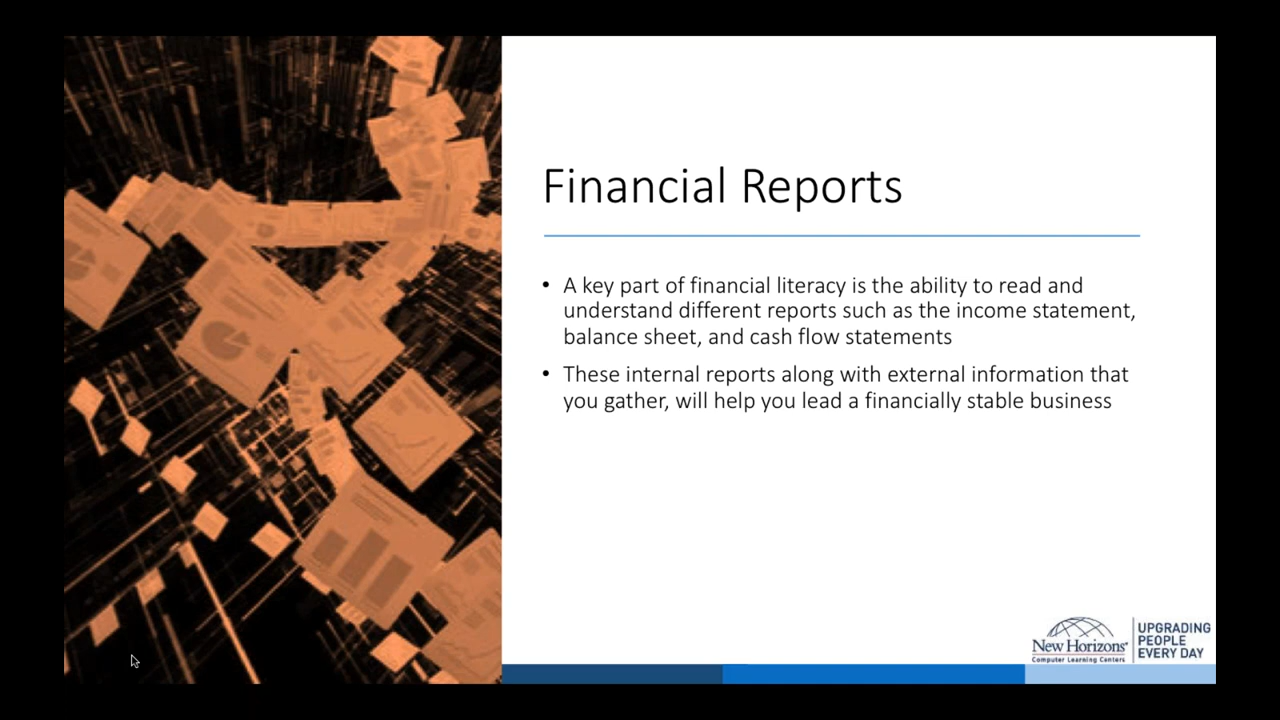 Financial Reports
• A key part of financial literacy is the ability to read and
understand different reports such as the income statement,
balance sheet, and cash flow statements
• These internal reports along with external information that
you gather, will help you lead a financially stable business
New Horizons®
Computer Learning Centers
UPGRADING
PEOPLE
EVERY DAY